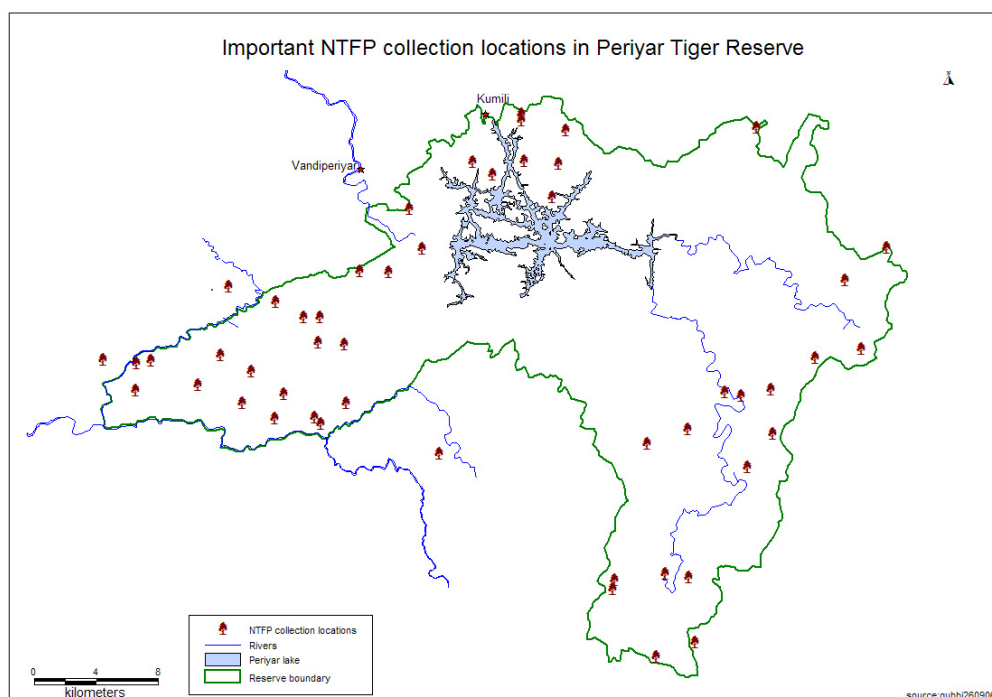 Important NTFP collection locations in Periyar Tiger Reserve
N
Kumili
Vandiperiyar
NTFP collection locations
Rivers
Periyar lake
Reserve boundary
0 4 8
kilometers